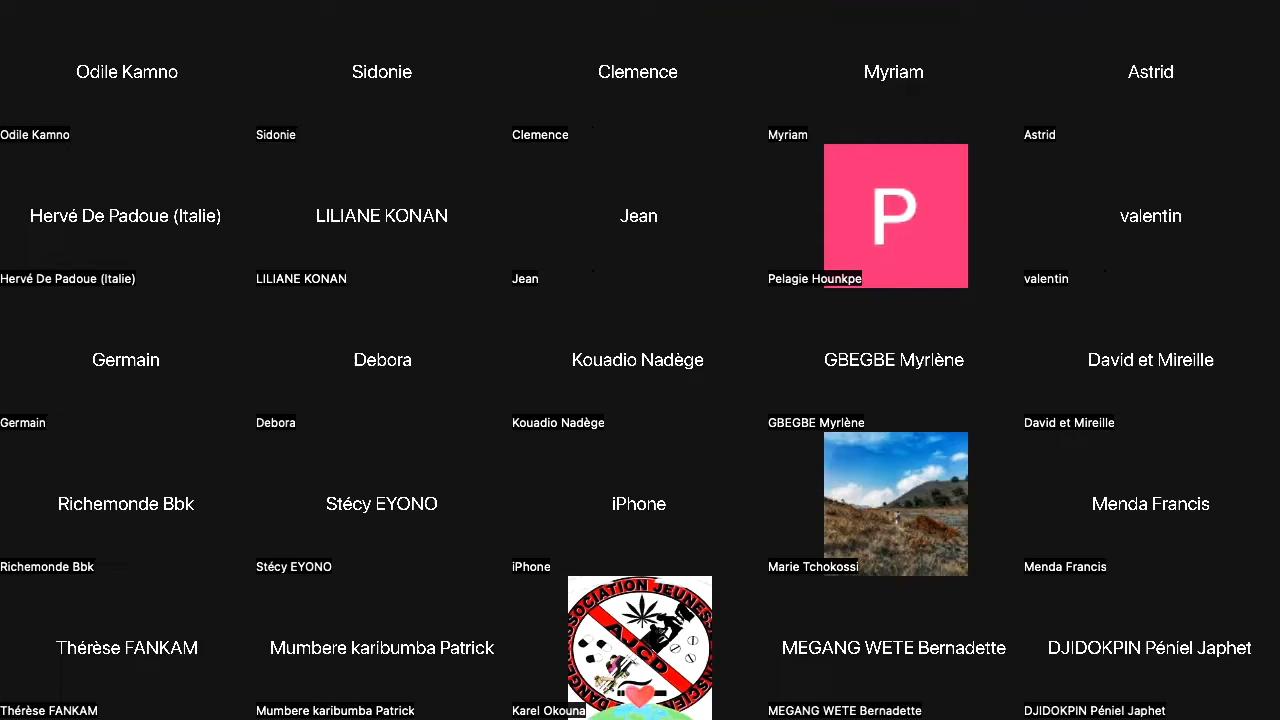 Odile Kamno
Sidonie
Clemence
Myriam
Astrid
Odile Kamno
Sidonie
Clemence
Myriam
Astrid
Hervé De Padoue (Italie)
LILIANE KONAN
Jean
P
valentin
Hervé De Padoue (Italie)
LILIANE KONAN
Jean
Pelagie Hounkpe
valentin
Germain
Debora
Kouadio Nadège
GBEGBE Myrlène
David et Mireille
Germain
Debora
Kouadio Nadège
GBEGBE Myrlène
David et Mireille
Richemonde Bbk
Stécy EYONO
iPhone
Menda Francis
Richemonde Bbk
Stécy EYONO
iPhone
Marie Tchokossi
Menda Francis
Thérèse FANKAM
Mumbere karibumba Patrick
AJCD
MEGANG WETE Bernadette
DJIDOKPIN Péniel Japhet
Thérèse FANKAM
Mumbere karibumba Patrick
Karel Okouna
MEGANG WETE Bernadette
DJIDOKPIN Péniel Japhet